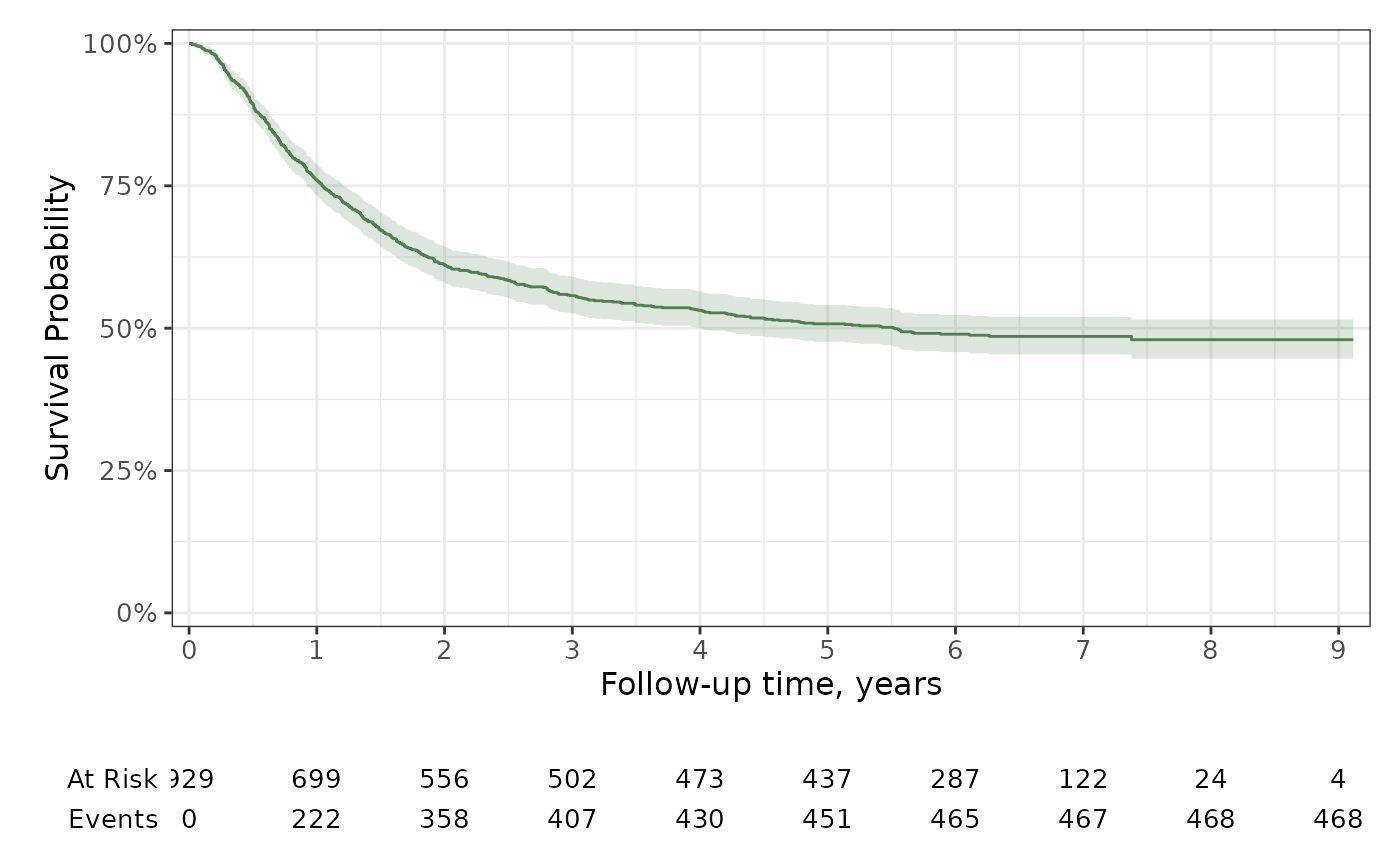 Survival Probability
100%
75%
50%
25%
0%
0 1 2 3 4 5 6 7 8 9
Follow-up time, years
At Risk 929 699 556 502 473 437 287 122 24 4
Events 0 222 358 407 430 451 465 467 468 468